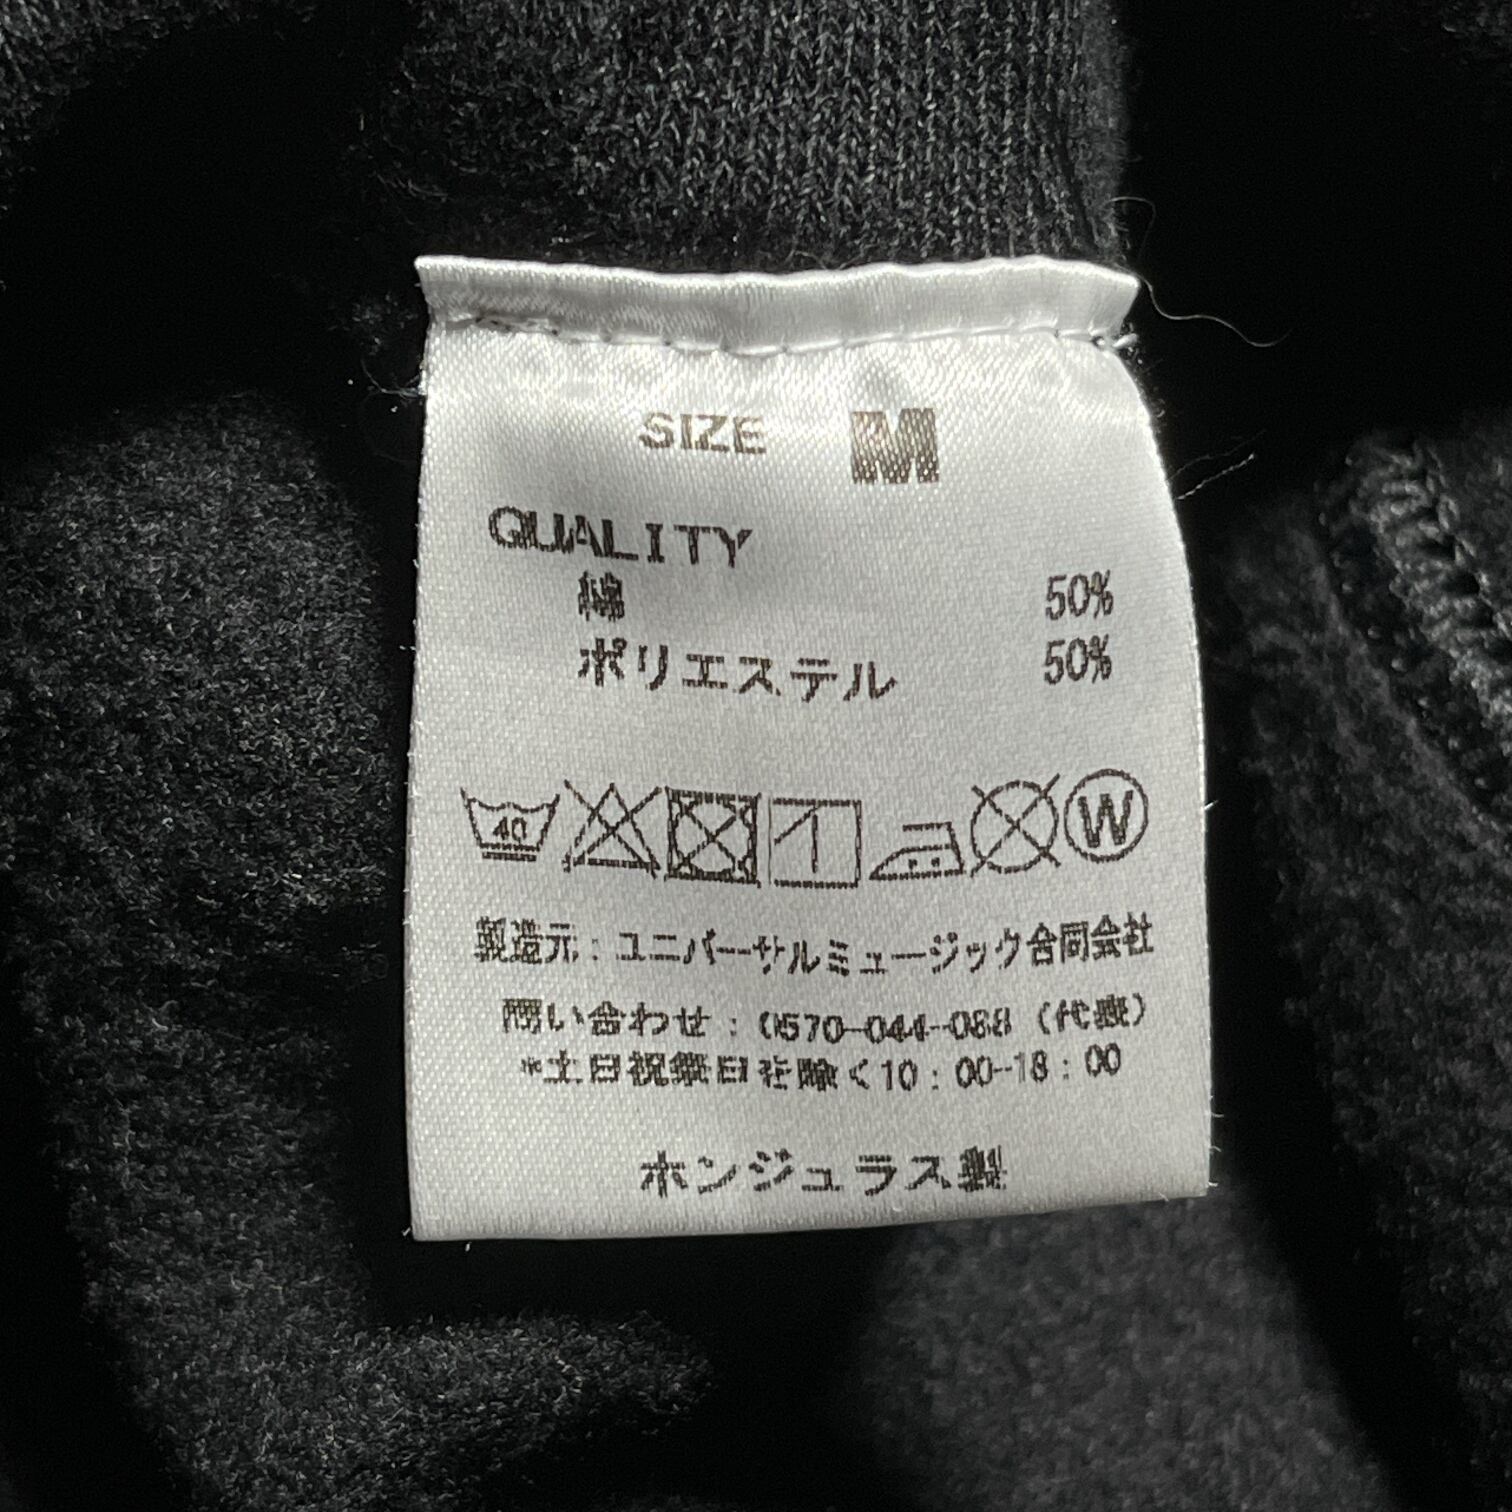 SIZE M
QUALITY
綿 50%
ポリエステル 50%
40
W
製造元：ユニバーサルミュージック合同会社
問い合わせ：0570-044-088（代表）
*土日祝祭日を除く10：00-18：00
ホンジュラス製